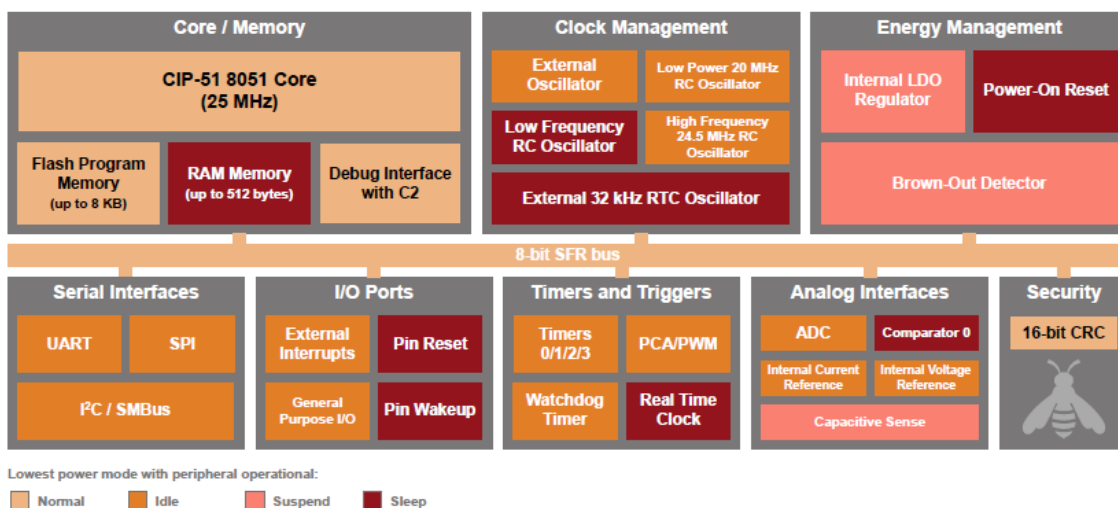 Core / Memory
CIP-51 8051 Core
(25 MHz)
Flash Program
Memory
(up to 8 KB)
RAM Memory
(up to 512 bytes)
Debug Interface
with C2
Clock Management
External
Oscillator
Low Power 20 MHz
RC Oscillator
Low Frequency
RC Oscillator
High Frequency
24.5 MHz RC
Oscillator
External 32 kHz RTC Oscillator
Energy Management
Internal LDO
Regulator
Power-On Reset
Brown-Out Detector
8-bit SFR bus
Serial Interfaces
UART
SPI
I²C / SMBus
I/O Ports
External
Interrupts
Pin Reset
General
Purpose I/O
Pin Wakeup
Timers and Triggers
Timers
0/1/2/3
PCA/PWM
Watchdog
Timer
Real Time
Clock
Analog Interfaces
ADC
Comparator 0
Internal Current
Reference
Internal Voltage
Reference
Capacitive Sense
Security
16-bit CRC
Lowest power mode with peripheral operational:
Normal
Idle
Suspend
Sleep